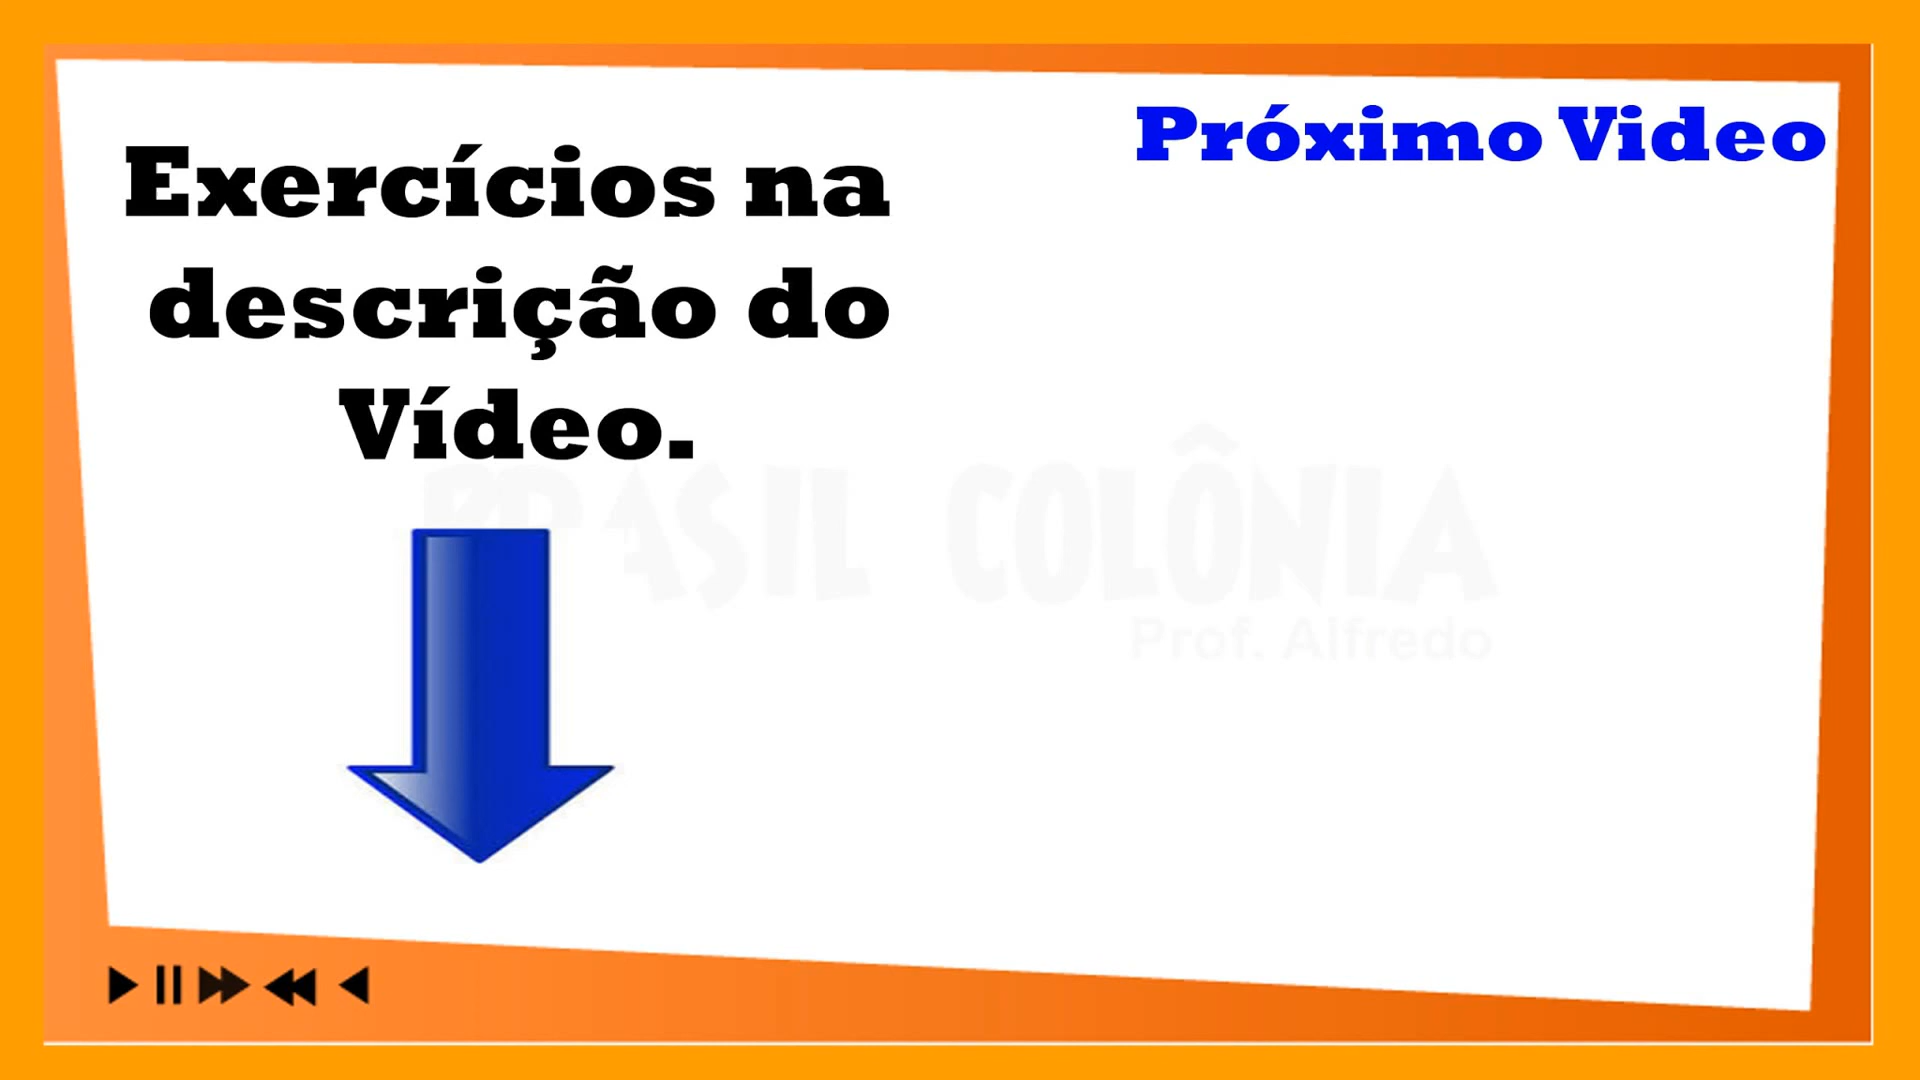 Próximo Video
Exercícios na
descrição do
Vídeo.
BRASIL COLÔNIA
Prof. Alfredo